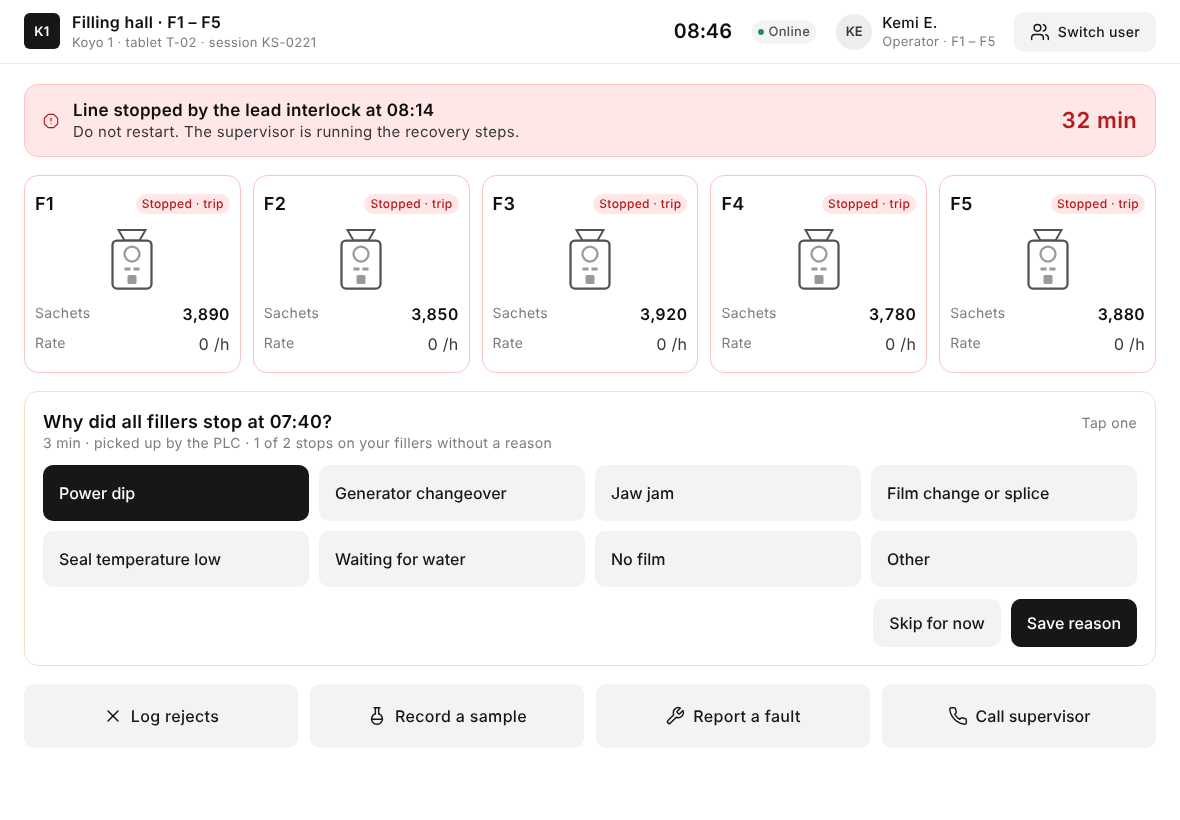 K1
Filling hall · F1 – F5
Koyo 1 · tablet T-02 · session KS-0221
08:46
Online
KE
Kemi E.
Operator · F1 – F5
Switch user
Line stopped by the lead interlock at 08:14
Do not restart. The supervisor is running the recovery steps.
32 min
F1
Stopped · trip
Sachets
3,890
Rate
0 /h
F2
Stopped · trip
Sachets
3,850
Rate
0 /h
F3
Stopped · trip
Sachets
3,920
Rate
0 /h
F4
Stopped · trip
Sachets
3,780
Rate
0 /h
F5
Stopped · trip
Sachets
3,880
Rate
0 /h
Why did all fillers stop at 07:40?
3 min · picked up by the PLC · 1 of 2 stops on your fillers without a reason
Tap one
Power dip
Generator changeover
Jaw jam
Film change or splice
Seal temperature low
Waiting for water
No film
Other
Skip for now
Save reason
Log rejects
Record a sample
Report a fault
Call supervisor